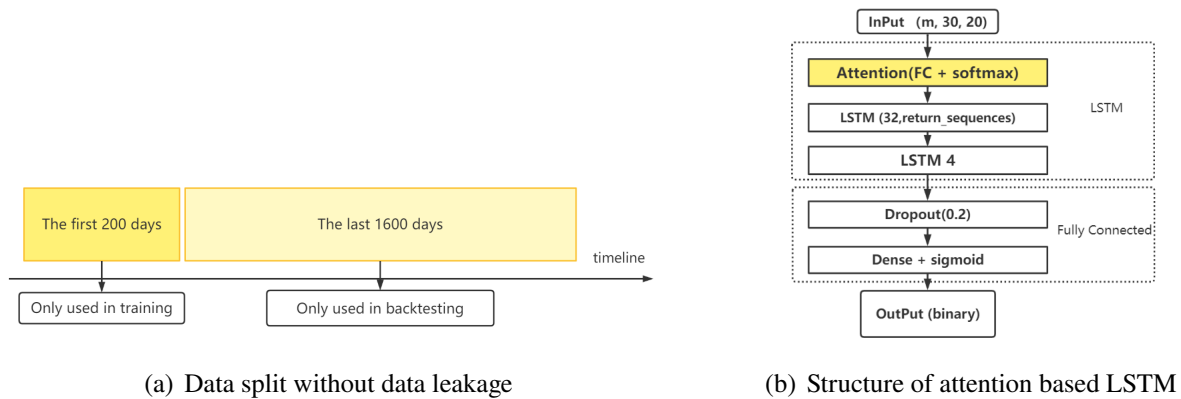 The first 200 days
The last 1600 days
timeline
Only used in training
Only used in backtesting
(a) Data split without data leakage
InPut (m, 30, 20)
Attention(FC + softmax)
LSTM (32,return_sequences)
LSTM 4
LSTM
Dropout(0.2)
Dense + sigmoid
Fully Connected
OutPut (binary)
(b) Structure of attention based LSTM